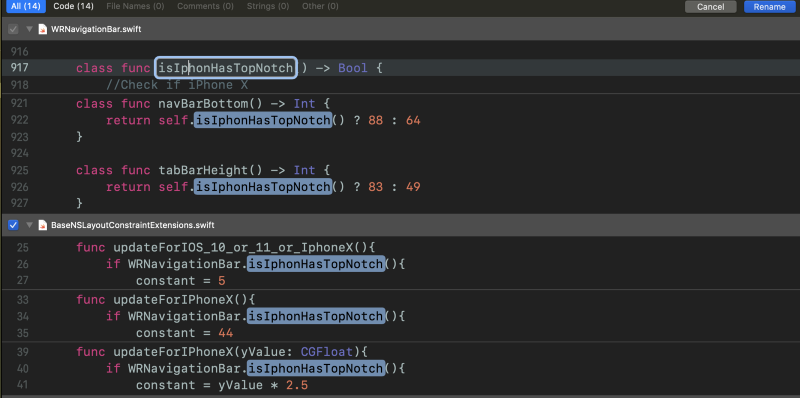 All (14) Code (14) File Names (0) Comments (0) Strings (0) Other (0) Cancel Rename
WRNavigationBar.swift
916
917 class func isIphonHasTopNotch ) -> Bool {
918 //Check if iPhone X
921 class func navBarBottom() -> Int {
922 return self.isIphonHasTopNotch() ? 88 : 64
923 }
924
925 class func tabBarHeight() -> Int {
926 return self.isIphonHasTopNotch() ? 83 : 49
927 }
BaseNSLayoutConstraintExtensions.swift
25 func updateForIOS_10_or_11_or_IphoneX(){
26 if WRNavigationBar.isIphonHasTopNotch(){
27 constant = 5
33 func updateForIPhoneX(){
34 if WRNavigationBar.isIphonHasTopNotch(){
35 constant = 44
39 func updateForIPhoneX(yValue: CGFloat){
40 if WRNavigationBar.isIphonHasTopNotch(){
41 constant = yValue * 2.5